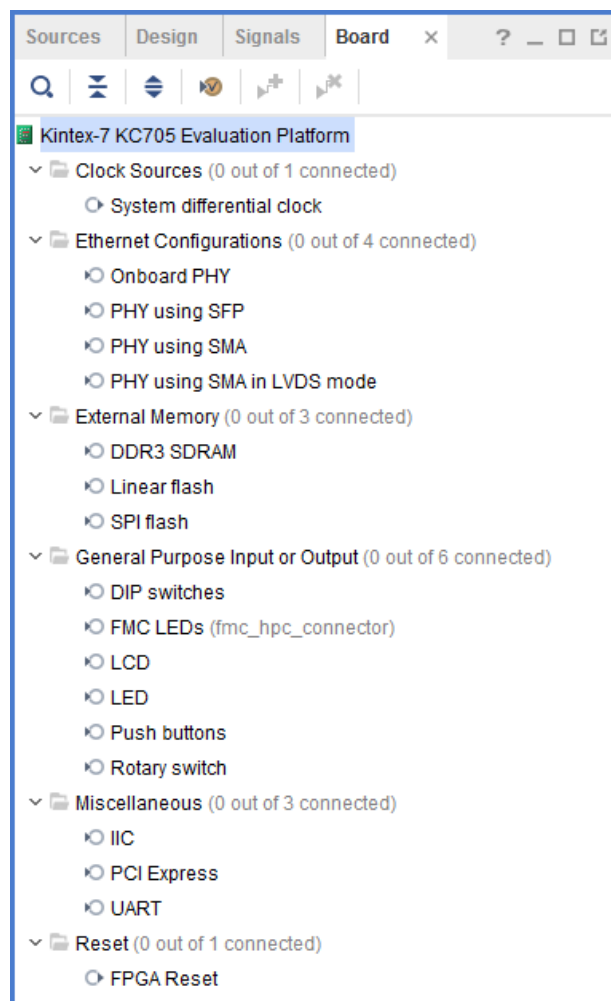 Sources Design Signals Board × ? _
Kintex-7 KC705 Evaluation Platform
Clock Sources (0 out of 1 connected)
System differential clock
Ethernet Configurations (0 out of 4 connected)
Onboard PHY
PHY using SFP
PHY using SMA
PHY using SMA in LVDS mode
External Memory (0 out of 3 connected)
DDR3 SDRAM
Linear flash
SPI flash
General Purpose Input or Output (0 out of 6 connected)
DIP switches
FMC LEDs (fmc_hpc_connector)
LCD
LED
Push buttons
Rotary switch
Miscellaneous (0 out of 3 connected)
IIC
PCI Express
UART
Reset (0 out of 1 connected)
FPGA Reset